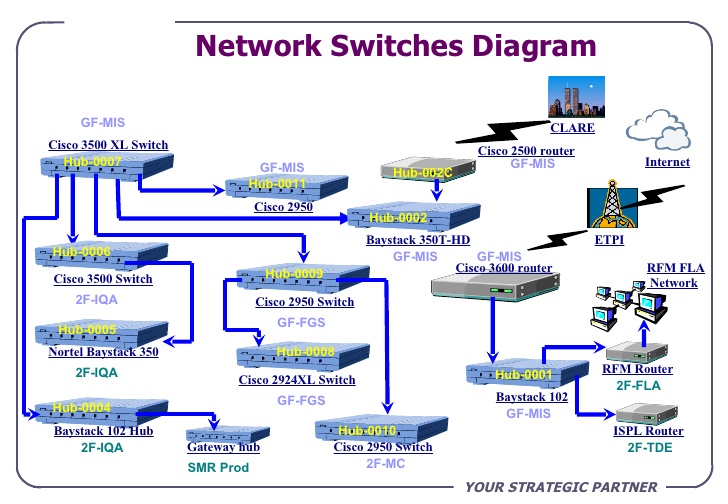 Network Switches Diagram
GF-MIS
Cisco 3500 XL Switch
Hub-0007
GF-MIS
Hub-0011
Cisco 2950
CLARE
Cisco 2500 router
GF-MIS
Hub-002C
Internet
Hub-0002
Baystack 350T-HD
GF-MIS
ETPI
Hub-0006
Cisco 3500 Switch
2F-IQA
Hub-0009
Cisco 2950 Switch
GF-FGS
GF-MIS
Cisco 3600 router
RFM FLA
Network
Hub-0005
Nortel Baystack 350
2F-IQA
Hub-0008
Cisco 2924XL Switch
GF-FGS
Hub-0001
Baystack 102
GF-MIS
RFM Router
2F-FLA
Hub-0004
Baystack 102 Hub
2F-IQA
Gateway hub
SMR Prod
Hub-0010
Cisco 2950 Switch
2F-MC
ISPL Router
2F-TDE
YOUR STRATEGIC PARTNER